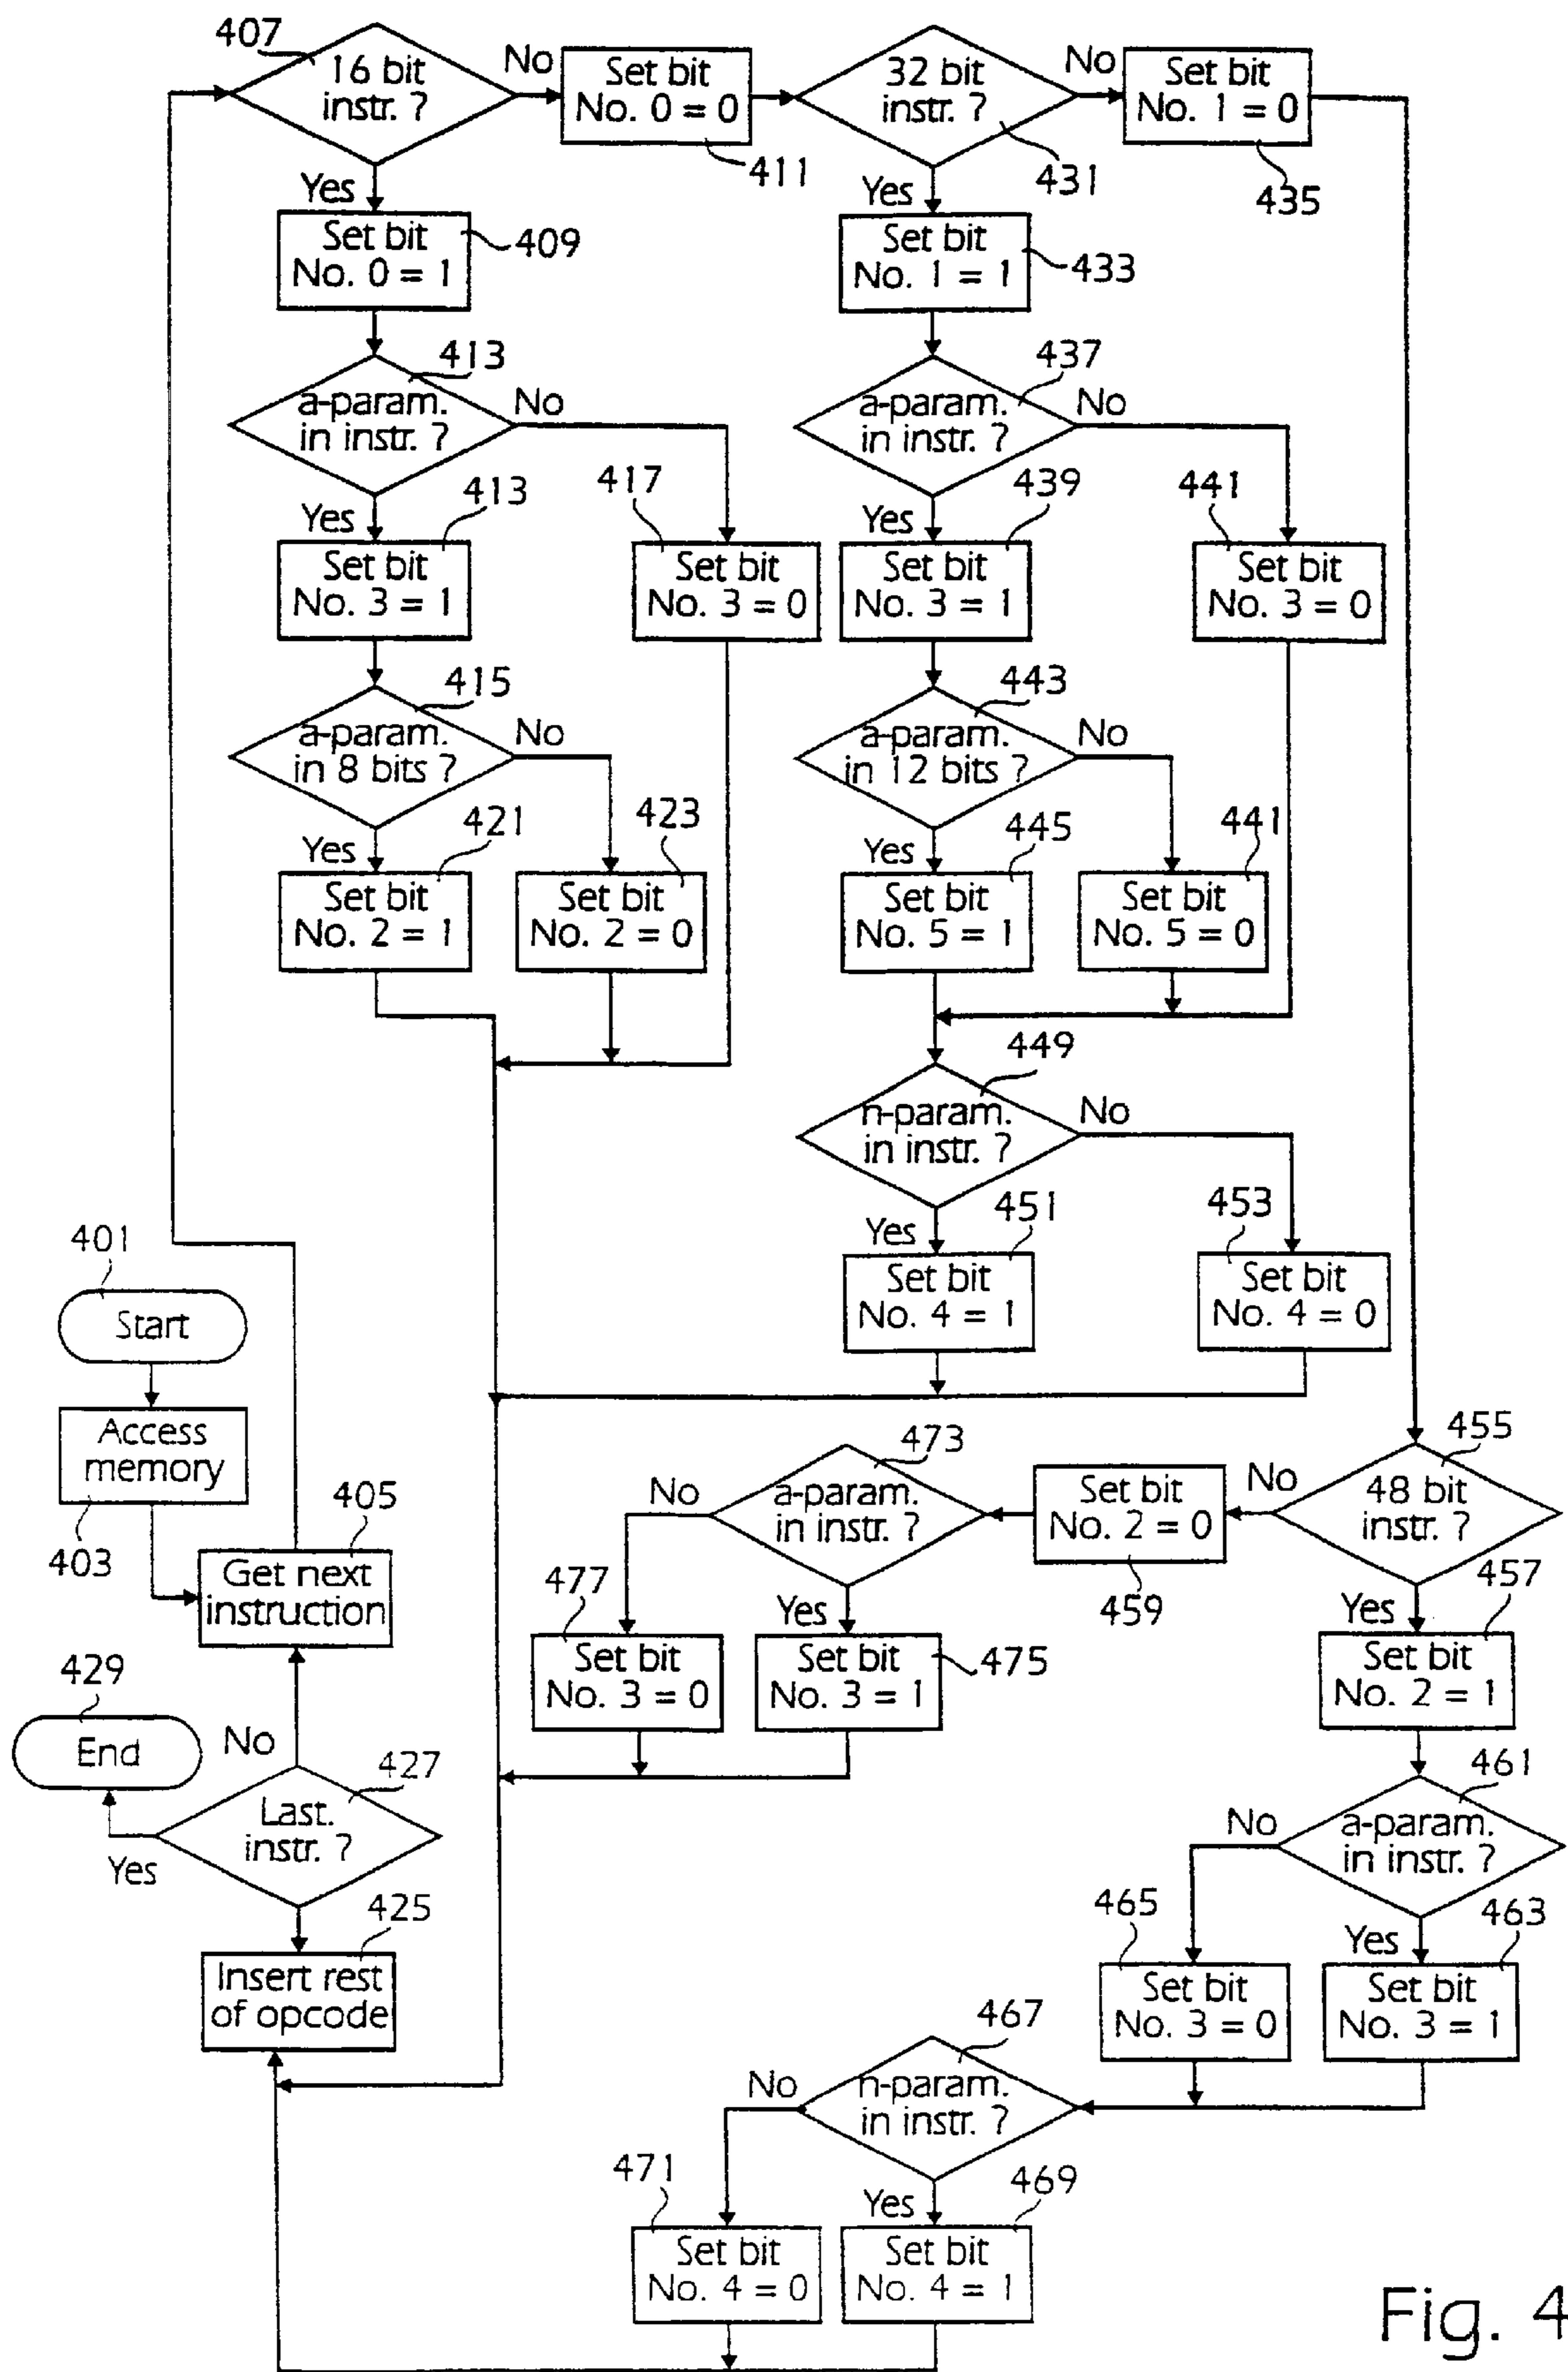 407
16 bit
instr. ?
No
Set bit
No. 0 = 0
411
32 bit
instr. ?
431
No
Set bit
No. 1 = 0
435
Yes
Set bit
No. 0 = 1
409
Yes
Set bit
No. 1 = 1
433
413
a-param.
in instr. ?
No
437
a-param.
in instr. ?
No
Yes
413
Set bit
No. 3 = 1
417
Set bit
No. 3 = 0
Yes
439
Set bit
No. 3 = 1
441
Set bit
No. 3 = 0
415
a-param.
in 8 bits ?
No
443
a-param.
in 12 bits ?
No
Yes
421
Set bit
No. 2 = 1
423
Set bit
No. 2 = 0
Yes
445
Set bit
No. 5 = 1
441
Set bit
No. 5 = 0
449
n-param.
in instr. ?
No
Yes
451
Set bit
No. 4 = 1
453
Set bit
No. 4 = 0
401
Start
Access
memory
403
405
Get next
instruction
429
End
No
427
Last.
instr. ?
Yes
425
Insert rest
of opcode
455
48 bit
instr. ?
No
Set bit
No. 2 = 0
459
473
a-param.
in instr. ?
No
477
Set bit
No. 3 = 0
Yes
Set bit
No. 3 = 1
475
Yes
457
Set bit
No. 2 = 1
461
a-param.
in instr. ?
No
465
Set bit
No. 3 = 0
Yes
463
Set bit
No. 3 = 1
467
n-param.
in instr. ?
No
471
Set bit
No. 4 = 0
Yes
469
Set bit
No. 4 = 1
Fig. 4